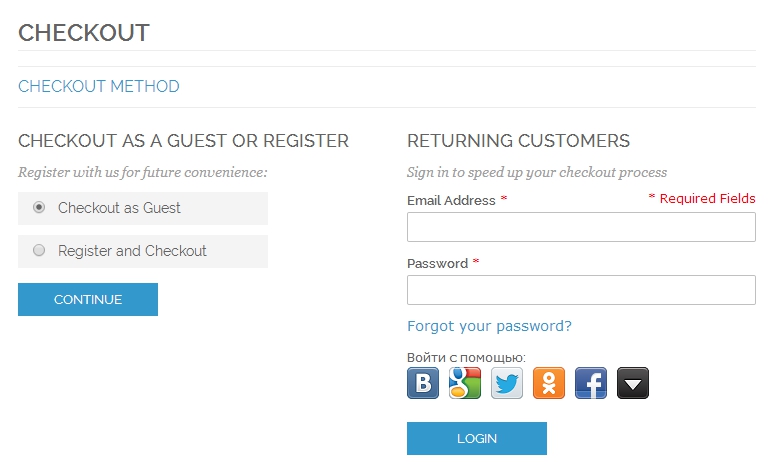 CHECKOUT
CHECKOUT METHOD
CHECKOUT AS A GUEST OR REGISTER
Register with us for future convenience:
Checkout as Guest
Register and Checkout
CONTINUE
RETURNING CUSTOMERS
Sign in to speed up your checkout process
Email Address * * Required Fields
Password *
Forgot your password?
Войти с помощью:
LOGIN